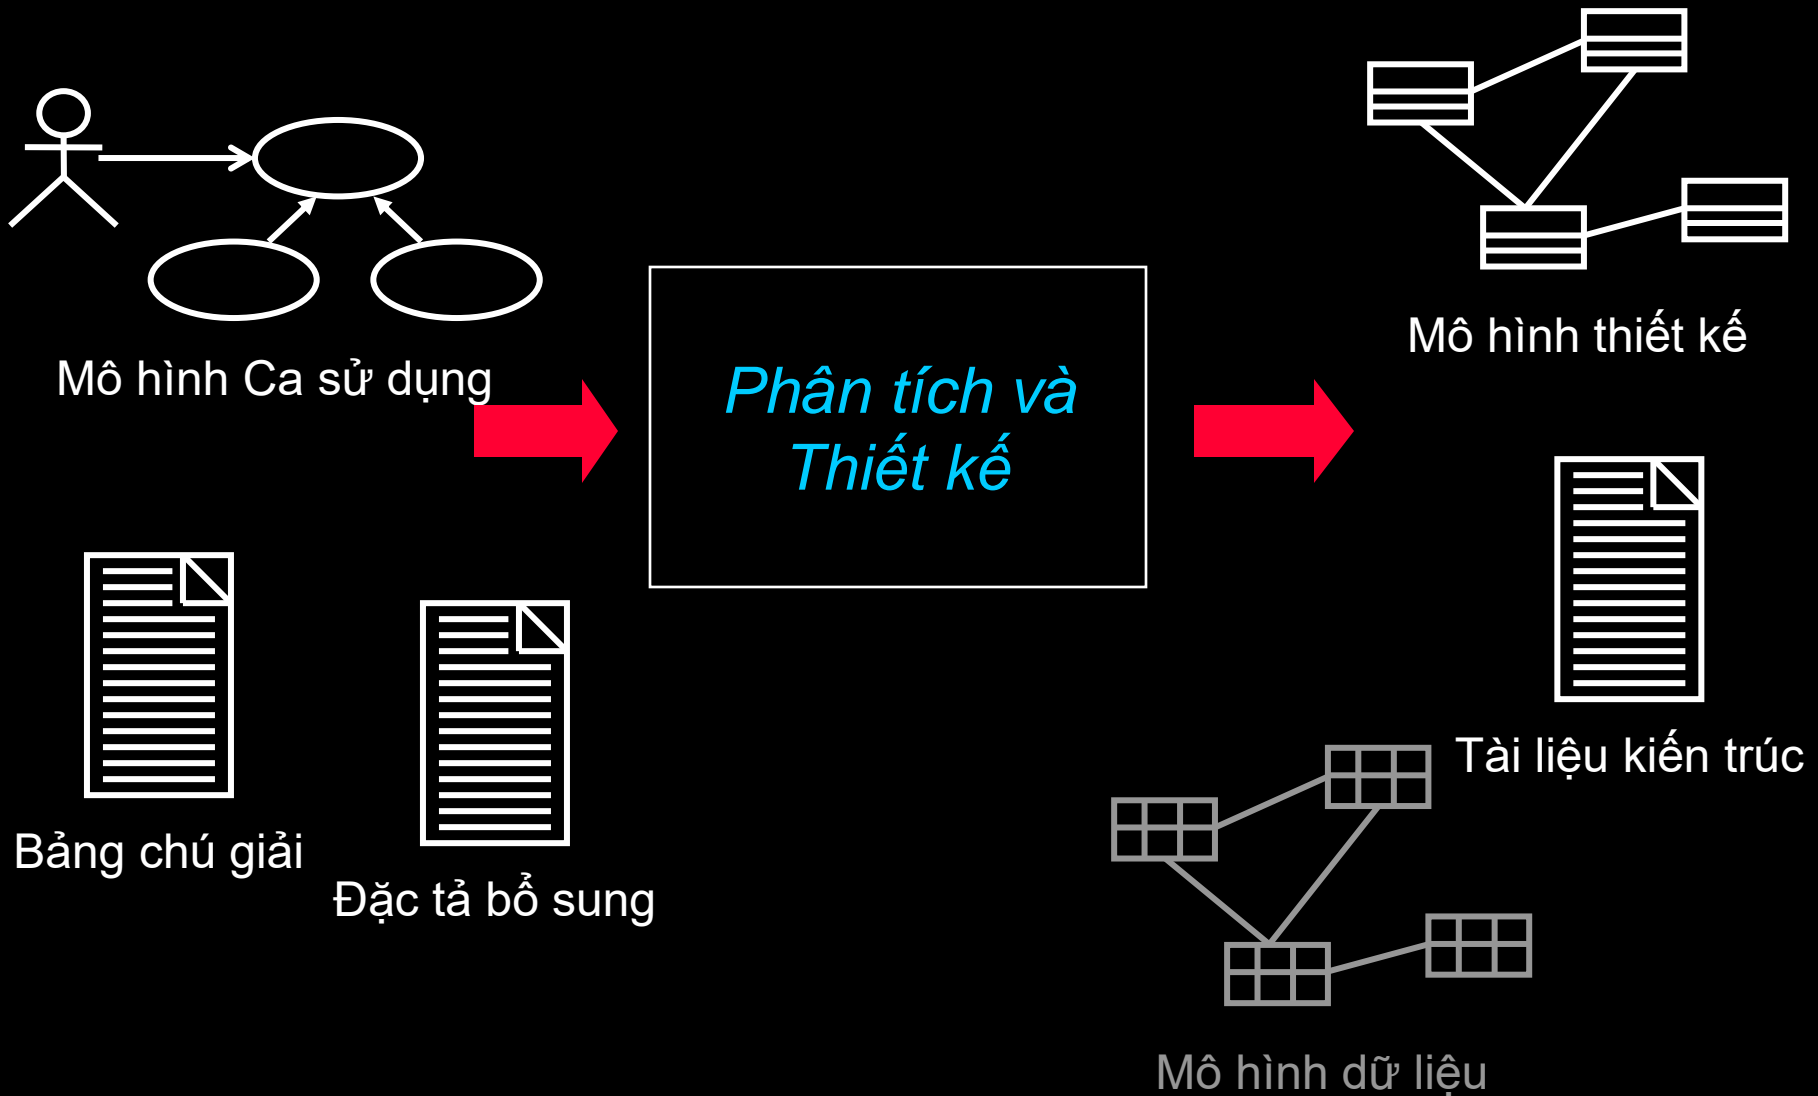 Mô hình Ca sử dụng
Bảng chú giải
Đặc tả bổ sung
Phân tích và
Thiết kế
Mô hình thiết kế
Tài liệu kiến trúc
Mô hình dữ liệu